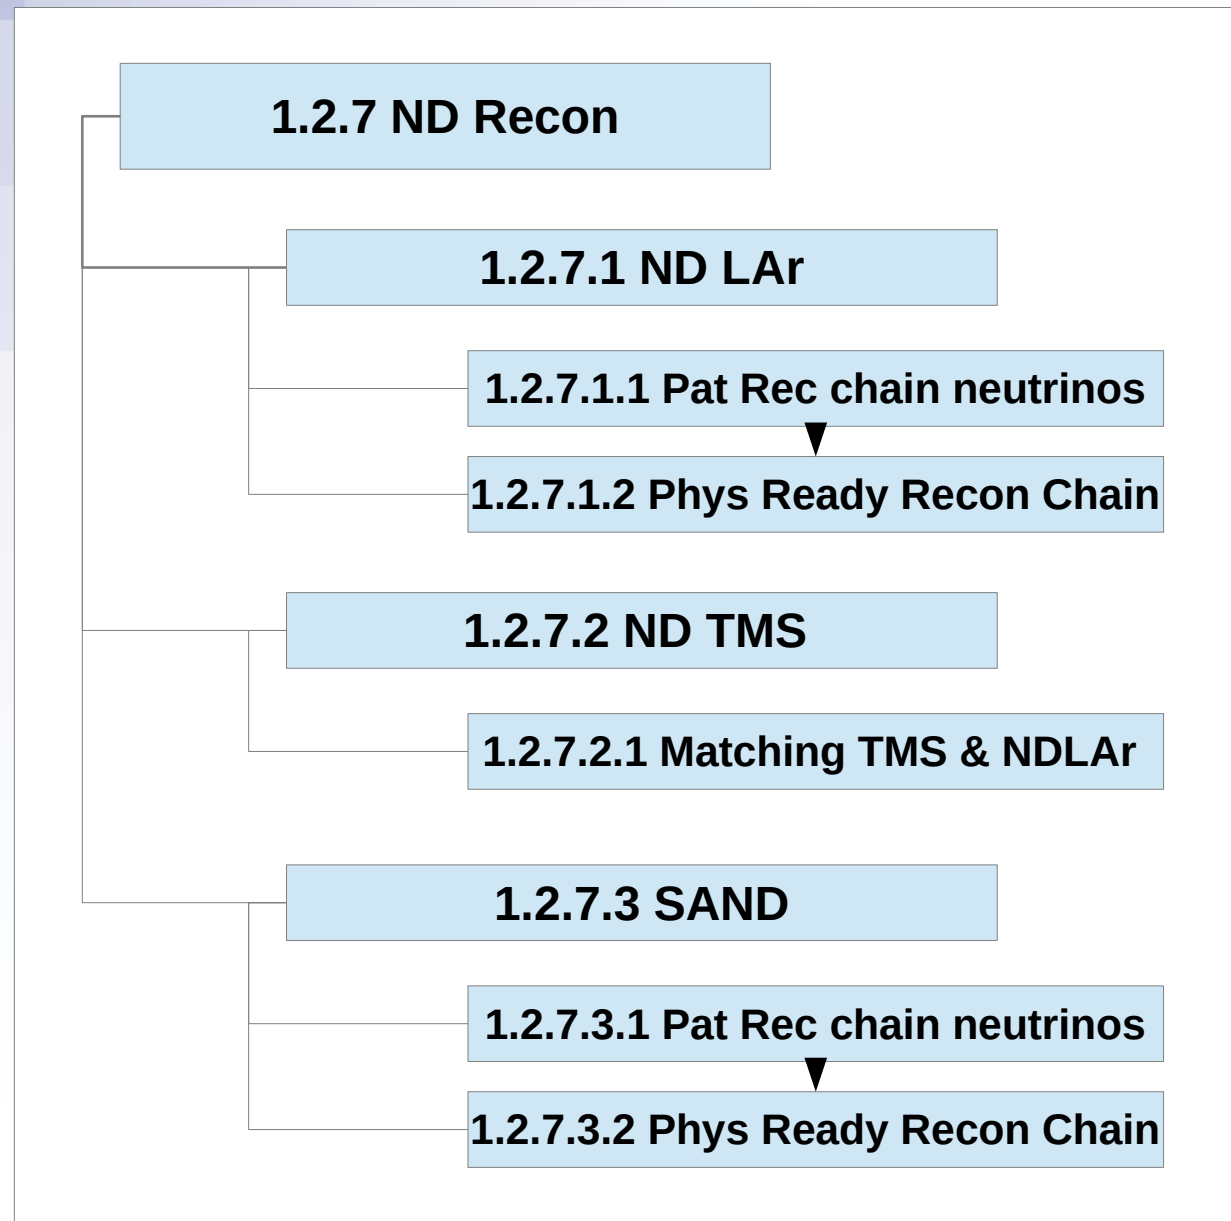 1.2.7 ND Recon
1.2.7.1 ND LAr
1.2.7.1.1 Pat Rec chain neutrinos
1.2.7.1.2 Phys Ready Recon Chain
1.2.7.2 ND TMS
1.2.7.2.1 Matching TMS & NDLAr
1.2.7.3 SAND
1.2.7.3.1 Pat Rec chain neutrinos
1.2.7.3.2 Phys Ready Recon Chain